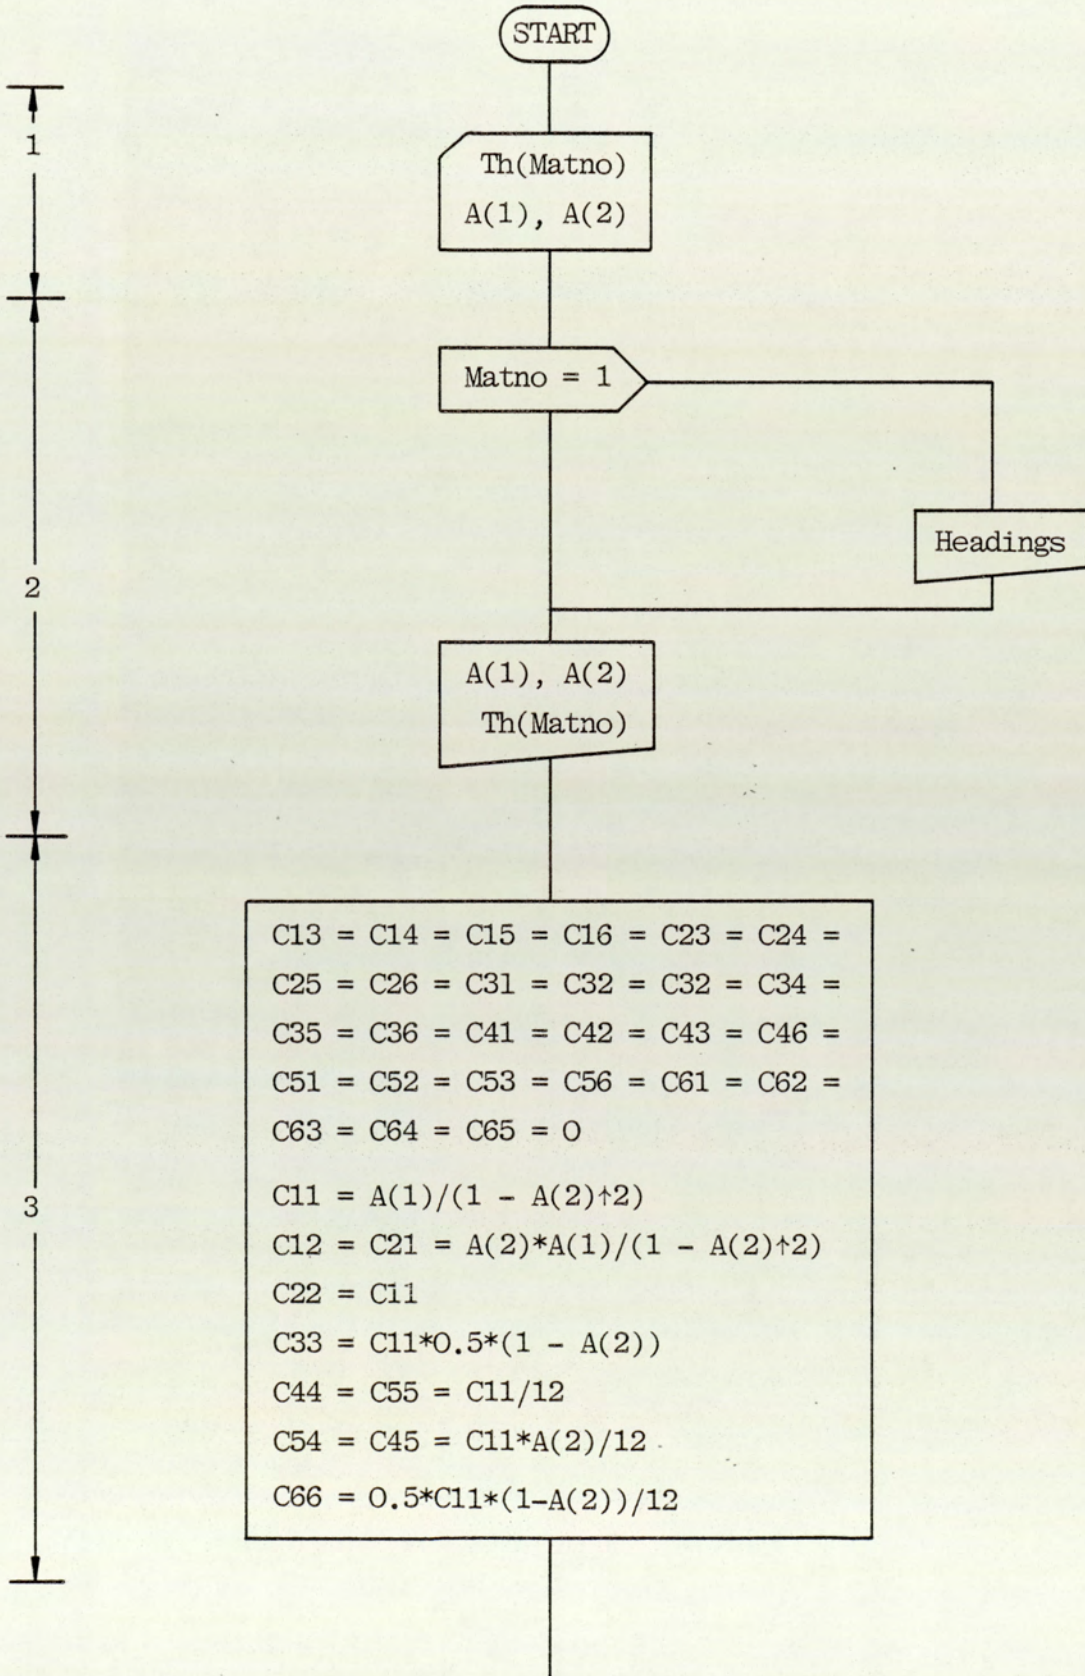 START
1
Th(Matno)
A(1), A(2)
Matno = 1
Headings
2
A(1), A(2)
Th(Matno)
C13 = C14 = C15 = C16 = C23 = C24 =
C25 = C26 = C31 = C32 = C32 = C34 =
C35 = C36 = C41 = C42 = C43 = C46 =
C51 = C52 = C53 = C56 = C61 = C62 =
C63 = C64 = C65 = 0
3
C11 = A(1)/(1 - A(2)↑2)
C12 = C21 = A(2)*A(1)/(1 - A(2)↑2)
C22 = C11
C33 = C11*0.5*(1 - A(2))
C44 = C55 = C11/12
C54 = C45 = C11*A(2)/12
C66 = 0.5*C11*(1-A(2))/12